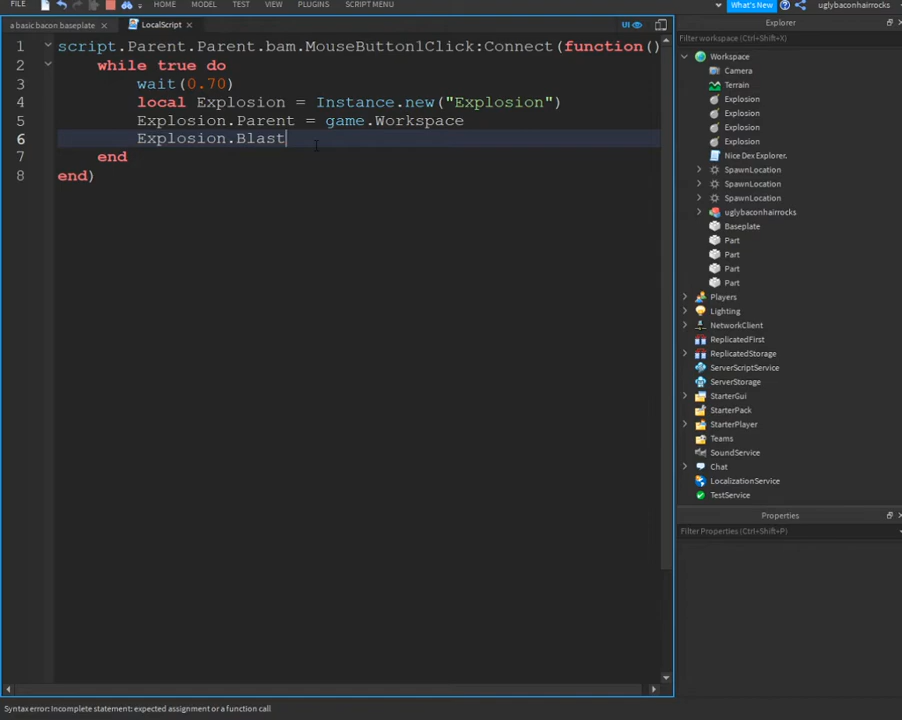 FILE HOME MODEL TEST VIEW PLUGINS SCRIPT MENU What's New uglybaconhairrocks
a basic bacon baseplate × LocalScript × UI Explorer
Filter workspace (Ctrl+Shift+X)
1 script.Parent.Parent.bam.MouseButton1Click:Connect(function()
2 while true do
3 wait(0.70)
4 local Explosion = Instance.new("Explosion")
5 Explosion.Parent = game.Workspace
6 Explosion.Blast
7 end
8 end)
Workspace
Camera
Terrain
Explosion
Explosion
Explosion
Explosion
Nice Dex Explorer.
SpawnLocation
SpawnLocation
SpawnLocation
uglybaconhairrocks
Baseplate
Part
Part
Part
Part
Players
Lighting
NetworkClient
ReplicatedFirst
ReplicatedStorage
ServerScriptService
ServerStorage
StarterGui
StarterPack
StarterPlayer
Teams
SoundService
Chat
LocalizationService
TestService
Properties
Filter Properties (Ctrl+Shift+P)
Syntax error: Incomplete statement: expected assignment or a function call